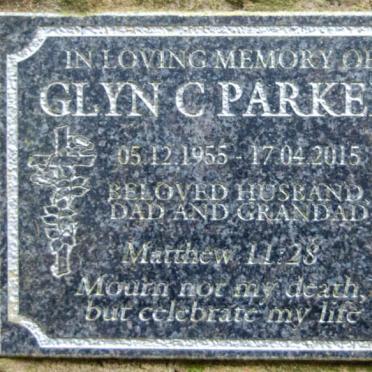 IN LOVING MEMORY OF
GLYN C PARKE
05.12.1955 - 17.04.2015
BELOVED HUSBAND,
DAD AND GRANDAD
Matthew 11:28
Mourn not my death,
but celebrate my life